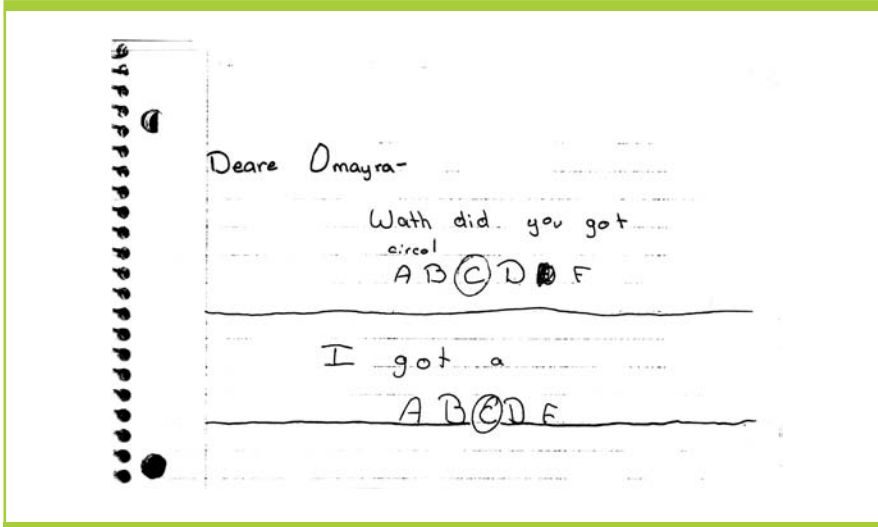 Deare Omayra-
Wath did you got
circol
A B C D F
I got a
A B C D F